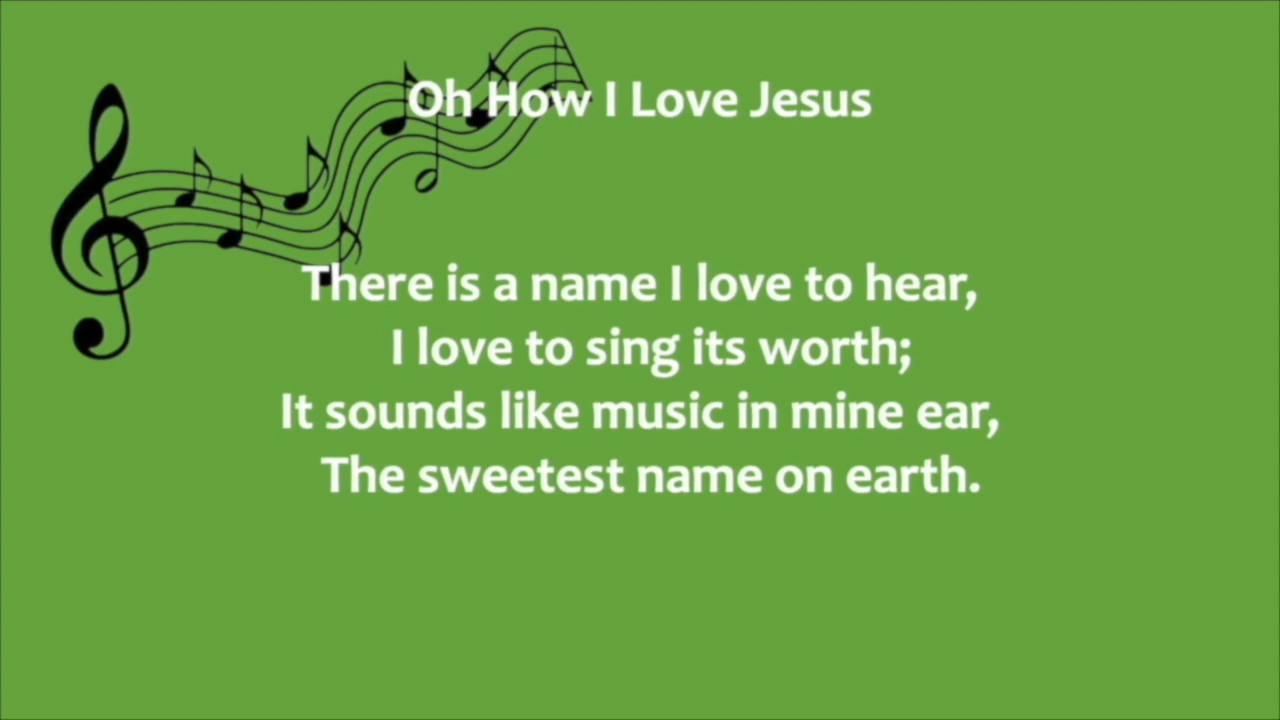 Oh How I Love Jesus
There is a name I love to hear,
I love to sing its worth;
It sounds like music in mine ear,
The sweetest name on earth.